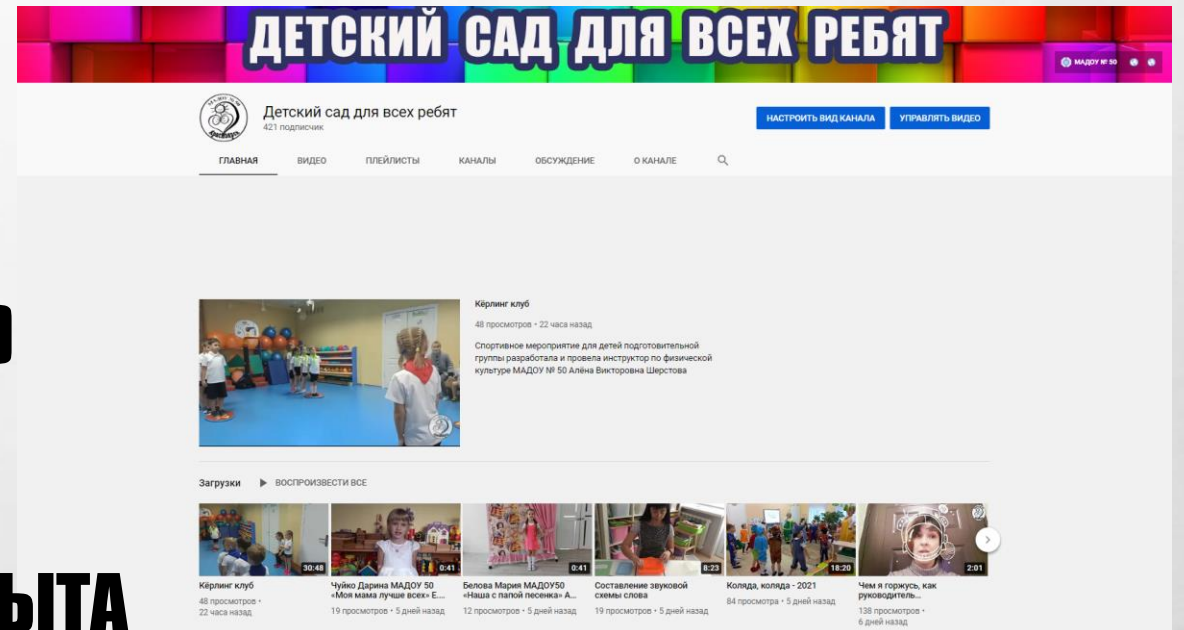 ДЕТСКИЙ САД ДЛЯ ВСЕХ РЕБЯТ
МАДОУ № 50
Детский сад для всех ребят
421 подписчик
НАСТРОИТЬ ВИД КАНАЛА
УПРАВЛЯТЬ ВИДЕО
ГЛАВНАЯ ВИДЕО ПЛЕЙЛИСТЫ КАНАЛЫ ОБСУЖДЕНИЕ О КАНАЛЕ
Кёрлинг клуб
48 просмотров • 22 часа назад
Спортивное мероприятие для детей подготовительной
группы разработала и провела инструктор по физической
культуре МАДОУ № 50 Алёна Викторовна Шерстова
Загрузки ВОСПРОИЗВЕСТИ ВСЕ
30:48
0:41
0:41
8:23
18:20
2:01
Кёрлинг клуб
48 просмотров •
22 часа назад
Чуйко Дарина МАДОУ 50
«Моя мама лучше всех» Е....
19 просмотров • 5 дней назад
Белова Мария МАДОУ50
«Наша с папой песенка» А...
12 просмотров • 5 дней назад
Составление звуковой
схемы слова
19 просмотров • 5 дней назад
Коляда, коляда - 2021
84 просмотра • 5 дней назад
Чем я горжусь, как
руководитель...
138 просмотров •
6 дней назад
ЫТА